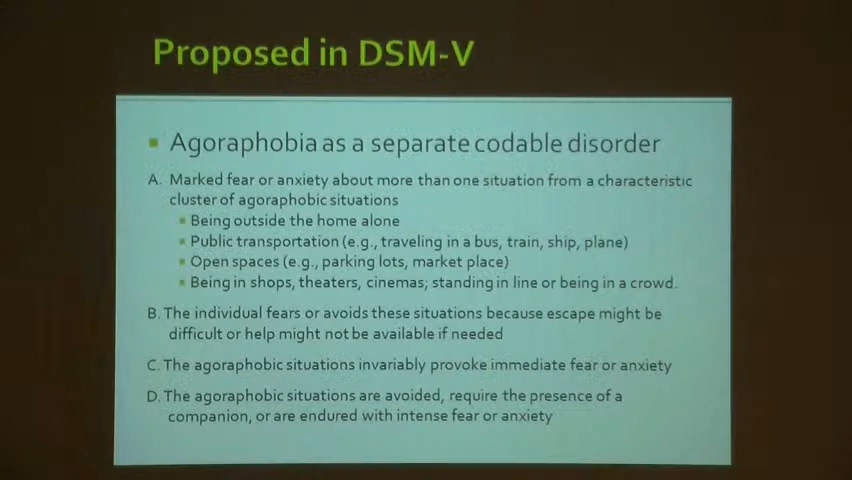 Proposed in DSM-V
Agoraphobia as a separate codable disorder
A. Marked fear or anxiety about more than one situation from a characteristic
cluster of agoraphobic situations
Being outside the home alone
Public transportation (e.g., traveling in a bus, train, ship, plane)
Open spaces (e.g., parking lots, market place)
Being in shops, theaters, cinemas; standing in line or being in a crowd.
B. The individual fears or avoids these situations because escape might be
difficult or help might not be available if needed
C. The agoraphobic situations invariably provoke immediate fear or anxiety
D. The agoraphobic situations are avoided, require the presence of a
companion, or are endured with intense fear or anxiety